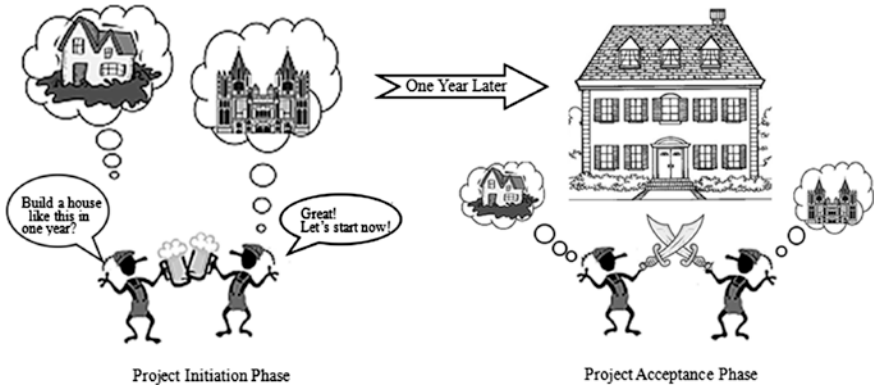 One Year Later
Build a house
like this in
one year?
Great!
Let's start now!
Project Initiation Phase
Project Acceptance Phase